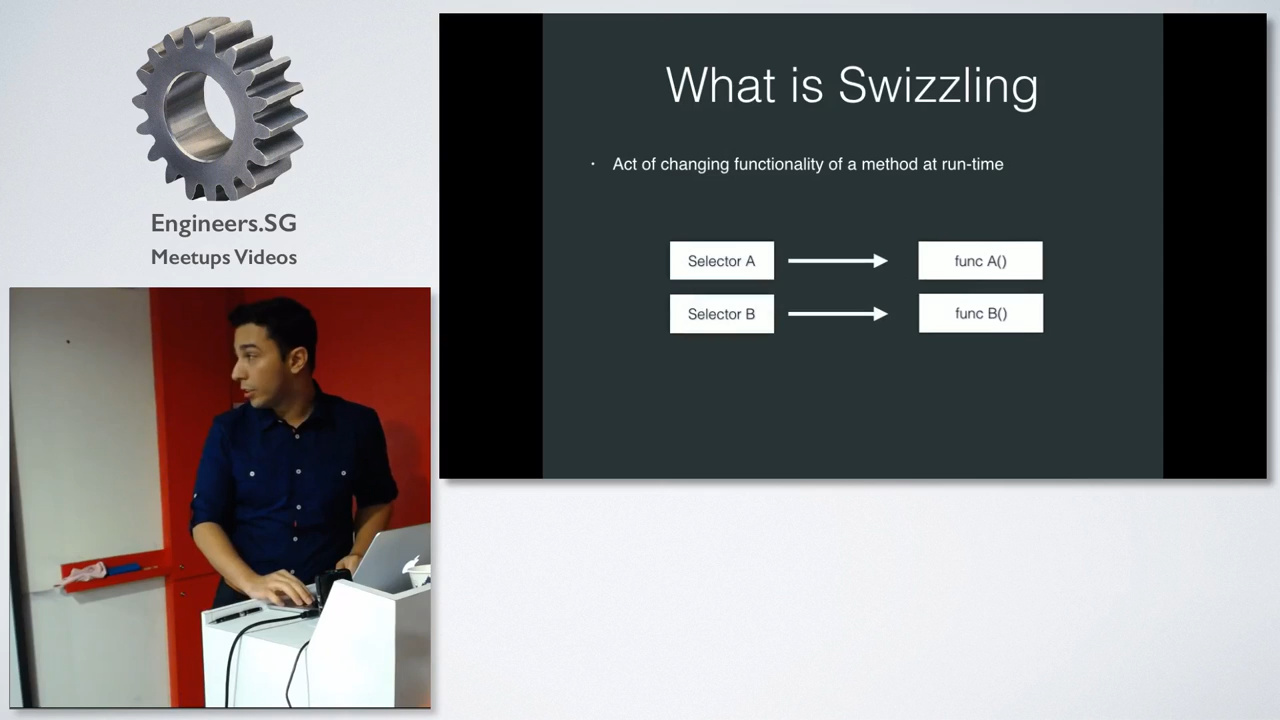 Engineers.SG
Meetups Videos
What is Swizzling
· Act of changing functionality of a method at run-time
Selector A
func A()
Selector B
func B()